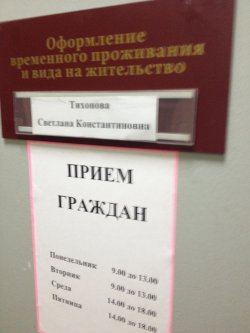 Оформление
временного проживания
и вида на жительство
Тихонова
Светлана Константиновна
ПРИЕМ
ГРАЖДАН
Понедельник 9.00 до 13.00
Вторник 9.00 до 13.00
Среда 14.00 до 18.00
Пятница 14.00 до 18.00